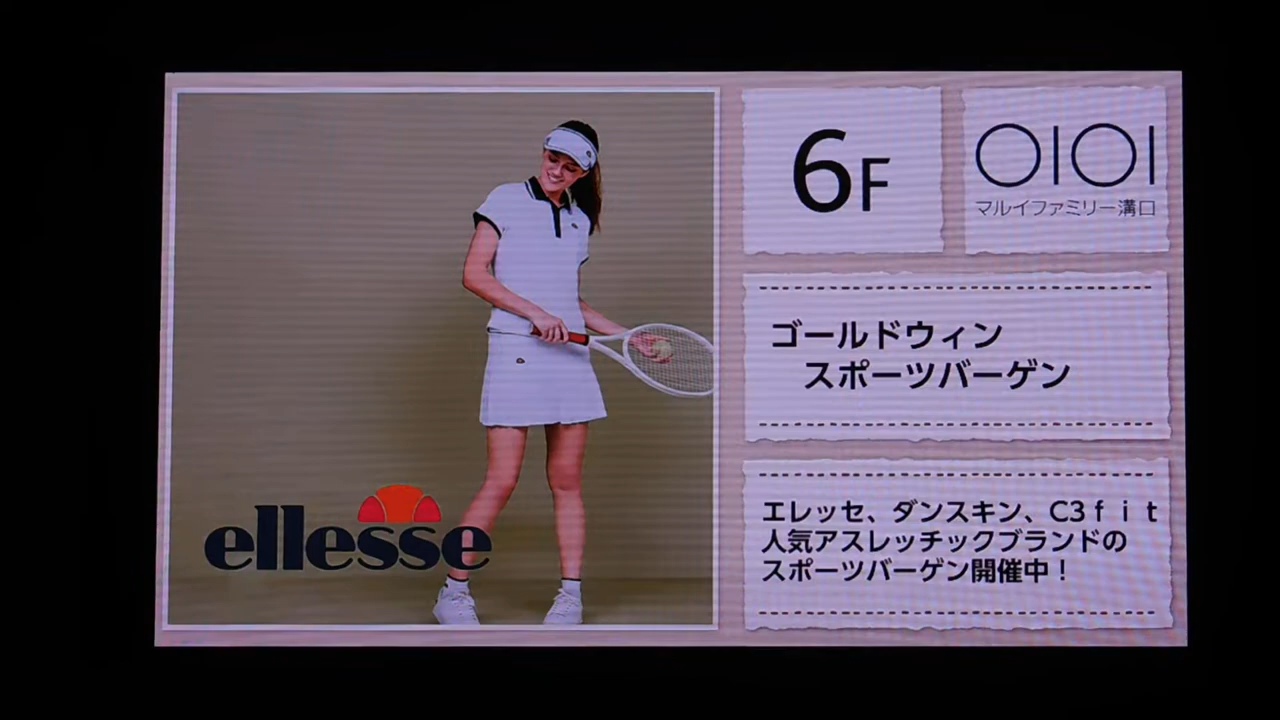 ellesse
6F
OIOI
マルイファミリー溝口
ゴールドウィン
スポーツバーゲン
エレッセ、ダンスキン、C3ｆｉｔ
人気アスレッチックブランドの
スポーツバーゲン開催中！